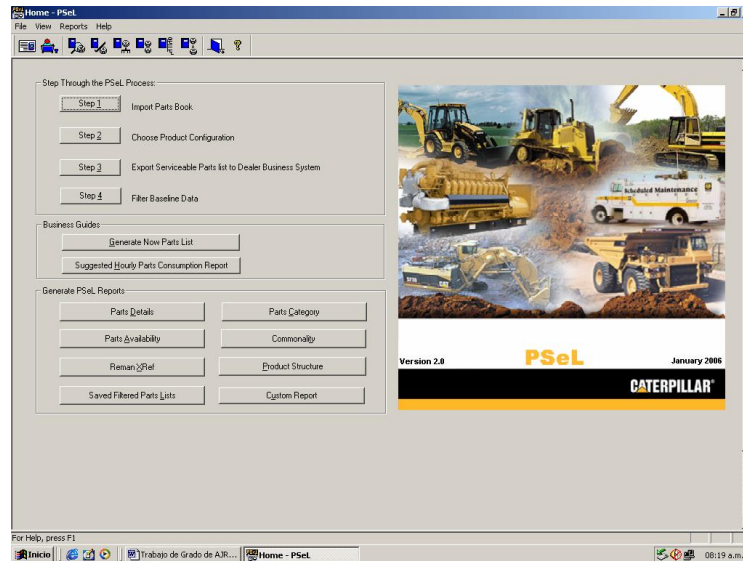 Home - PSeL
File View Reports Help
Step Through the PSeL Process:
Step 1 Import Parts Book
Step 2 Choose Product Configuration
Step 3 Export Serviceable Parts list to Dealer Business System
Step 4 Filter Baseline Data
Business Guides
Generate Now Parts List
Suggested Hourly Parts Consumption Report
Generate PSeL Reports
Parts Details Parts Category
Parts Availability Commonality
Reman XRef Product Structure
Saved Filtered Parts Lists Custom Report
Scheduled Maintenance
CAT
Version 2.0 PSeL January 2006
CATERPILLAR®
For Help, press F1
Inicio Trabajo de Grado de AJR... Home - PSeL 08:19 a.m.